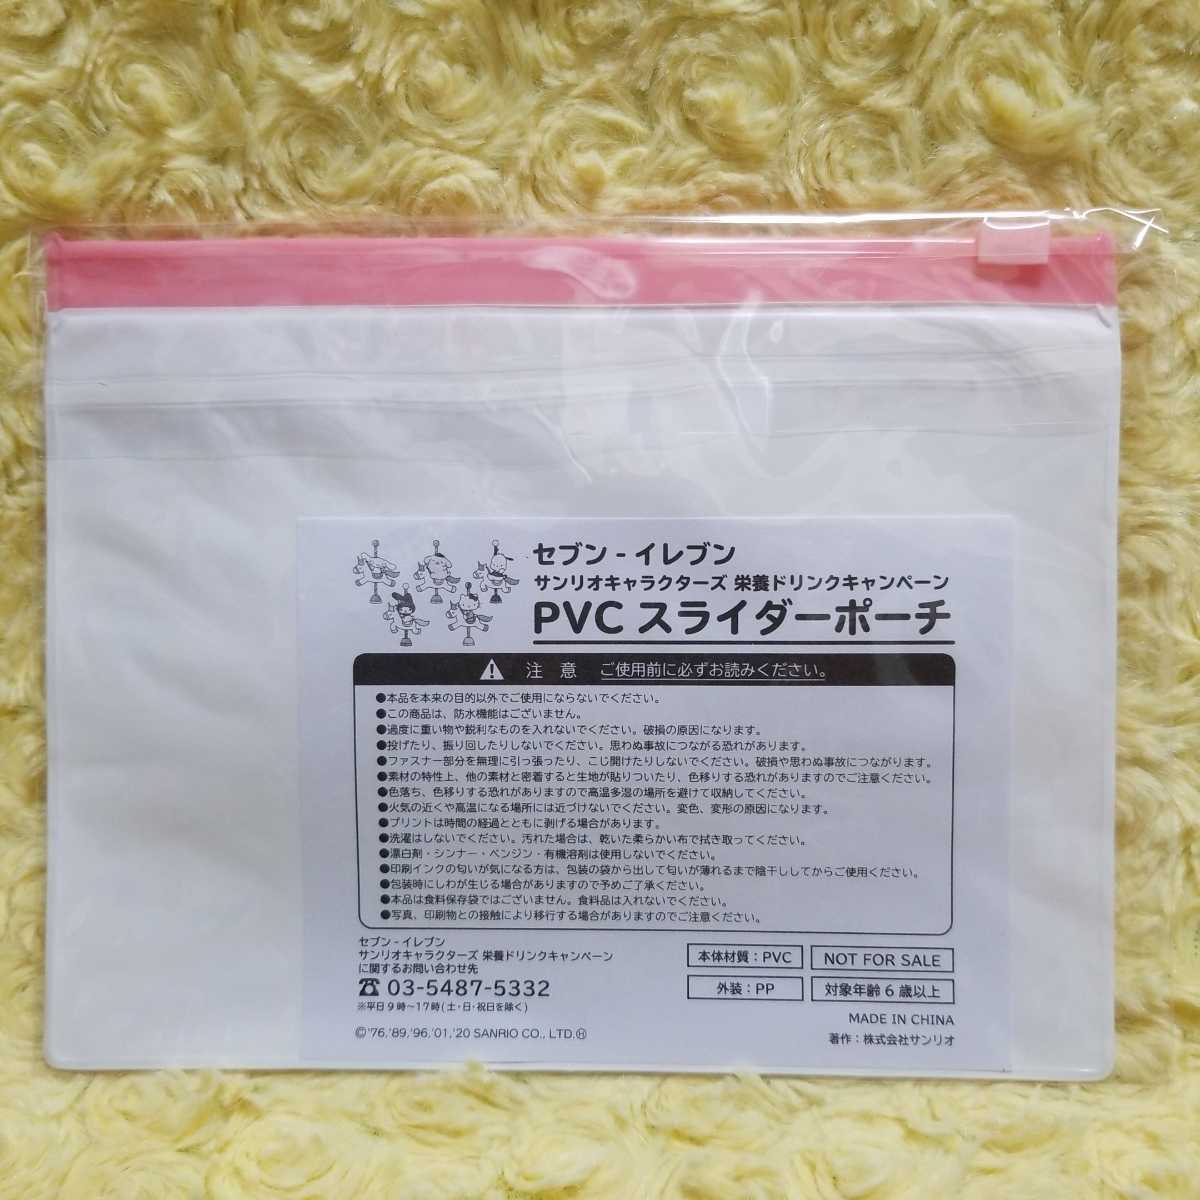 セブン-イレブン
サンリオキャラクターズ 栄養ドリンクキャンペーン
PVC スライダーポーチ
注 意 ご使用前に必ずお読みください。
●本品を本来の目的以外でご使用にならないでください。
●この商品は、防水機能はございません。
●過度に重い物や鋭利なものを入れないでください。破損の原因になります。
●投げたり、振り回したりしないでください。思わぬ事故につながる恐れがあります。
●ファスナー部分を無理に引っ張ったり、こじ開けたりしないでください。破損や思わぬ事故につながります。
●素材の特性上、他の素材と密着すると生地が貼りついたり、色移りする恐れがありますのでご注意ください。
●色落ち、色移りする恐れがありますので高温多湿の場所を避けて収納してください。
●火気の近くや高温になる場所には近づけないでください。変色、変形の原因になります。
●プリントは時間の経過とともに剥げる場合があります。
●洗濯はしないでください。汚れた場合は、乾いた柔らかい布で拭き取ってください。
●漂白剤・シンナー・ベンジン・有機溶剤は使用しないでください。
●印刷インクの匂いが気になる方は、包装の袋から出して匂いが薄れるまで陰干ししてからご使用ください。
●包装時にしわが生じる場合がありますので予めご了承ください。
●本品は食料保存袋ではございません。食料品は入れないでください。
●写真、印刷物との接触により移行する場合がありますのでご注意ください。
セブン-イレブン
サンリオキャラクターズ 栄養ドリンクキャンペーン
に関するお問い合わせ先
☎ 03-5487-5332
※平日9時〜17時(土・日・祝日を除く)
©'76,'89,'96,'01,'20 SANRIO CO., LTD.Ⓗ
本体材質：PVC
NOT FOR SALE
外装：PP
対象年齢6歳以上
MADE IN CHINA
著作：株式会社サンリオ